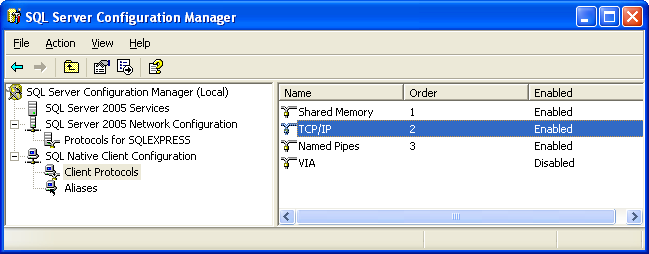 SQL Server Configuration Manager
File Action View Help
SQL Server Configuration Manager (Local)
SQL Server 2005 Services
SQL Server 2005 Network Configuration
Protocols for SQLEXPRESS
SQL Native Client Configuration
Client Protocols
Aliases
Name Order Enabled
Shared Memory 1 Enabled
TCP/IP 2 Enabled
Named Pipes 3 Enabled
VIA Disabled